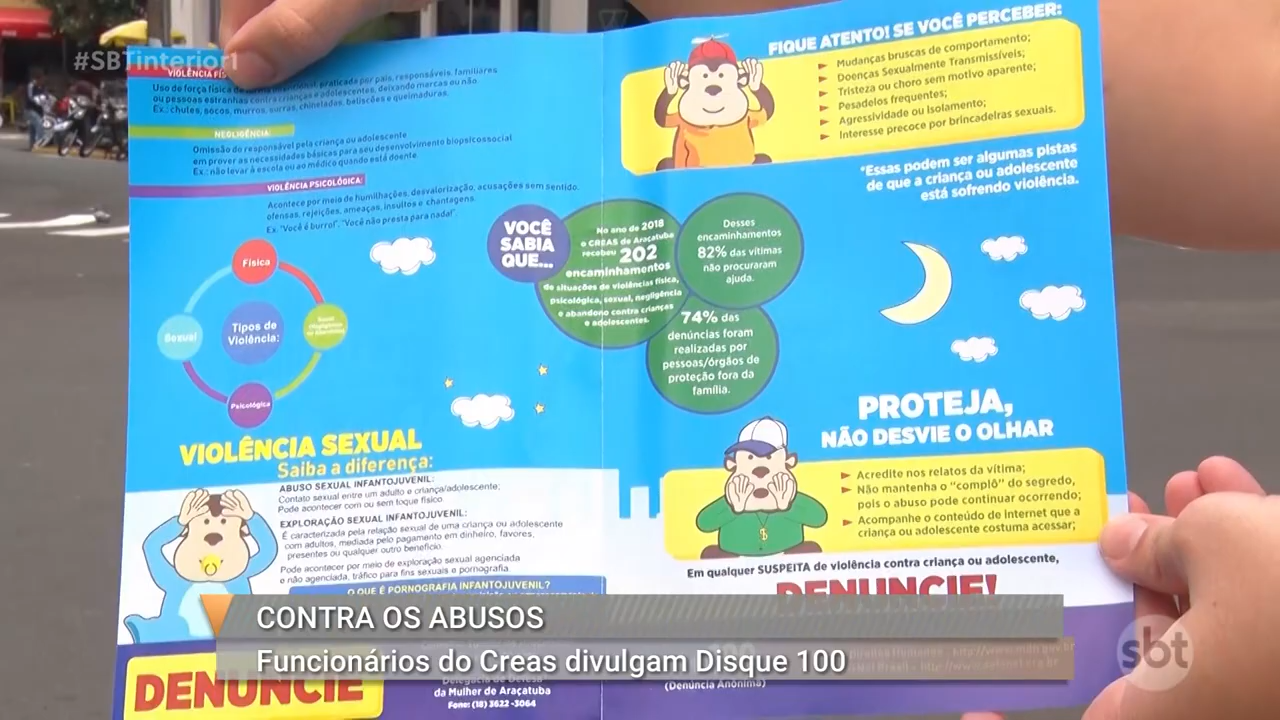 #SBTinterior1
VIOLÊNCIA FÍS
Uso de força física de forma intencional, praticada por pais, responsáveis, familiares
ou pessoas estranhas contra crianças e adolescentes, deixando marcas ou não
Ex.: chutes, socos, murros, surras, chineladas, beliscões e queimaduras.
NEGLIGÊNCIA:
Omissão do responsável pela criança ou adolescente
em prover as necessidades básicas para seu desenvolvimento biopsicossocial
Ex.: não levar à escola ou ao médico quando está doente.
VIOLÊNCIA PSICOLÓGICA:
Acontece por meio de humilhações, desvalorização, acusações sem sentido,
ofensas, rejeições, ameaças, insultos e chantagens.
Ex. "Você é burro!", "Você não presta para nada!".
Física
Sexual
Tipos de
Violência:
Psicológica
VIOLÊNCIA SEXUAL
Saiba a diferença:
ABUSO SEXUAL INFANTOJUVENIL:
Contato sexual entre um adulto e criança/adolescente;
Pode acontecer com ou sem toque físico.
EXPLORAÇÃO SEXUAL INFANTOJUVENIL:
É caracterizada pela relação sexual de uma criança ou adolescente
com adultos, mediada pelo pagamento em dinheiro, favores,
presentes ou qualquer outro benefício.
Pode acontecer por meio de exploração sexual agenciada
e não agenciada, tráfico para fins sexuais e pornografia.
O QUE É PORNOGRAFIA INFANTOJUVENIL?
DENUNCIE
Delegacia de Defesa
da Mulher de Araçatuba
Fone: (18) 3622-3064
VOCÊ
SABIA
QUE...
No ano de 2018
o CREAS de Araçatuba
recebeu 202
encaminhamentos
de situações de violências física,
psicológica, sexual, negligência
e abandono contra crianças
e adolescentes.
Desses
encaminhamentos
82% das vítimas
não procuraram
ajuda.
74% das
denúncias foram
realizadas por
pessoas/órgãos de
proteção fora da
família.
FIQUE ATENTO! SE VOCÊ PERCEBER:
Mudanças bruscas de comportamento;
Doenças Sexualmente Transmissíveis;
Tristeza ou choro sem motivo aparente;
Pesadelos frequentes;
Agressividade ou Isolamento;
Interesse precoce por brincadeiras sexuais.
*Essas podem ser algumas pistas
de que a criança ou adolescente
está sofrendo violência.
PROTEJA,
NÃO DESVIE O OLHAR
Acredite nos relatos da vítima;
Não mantenha o "complô" do segredo,
pois o abuso pode continuar ocorrendo;
Acompanhe o conteúdo de internet que a
criança ou adolescente costuma acessar;
Em qualquer SUSPEITA de violência contra criança ou adolescente,
DENUNCIE!
(Denúncia Anônima)
CONTRA OS ABUSOS
Funcionários do Creas divulgam Disque 100
sbt